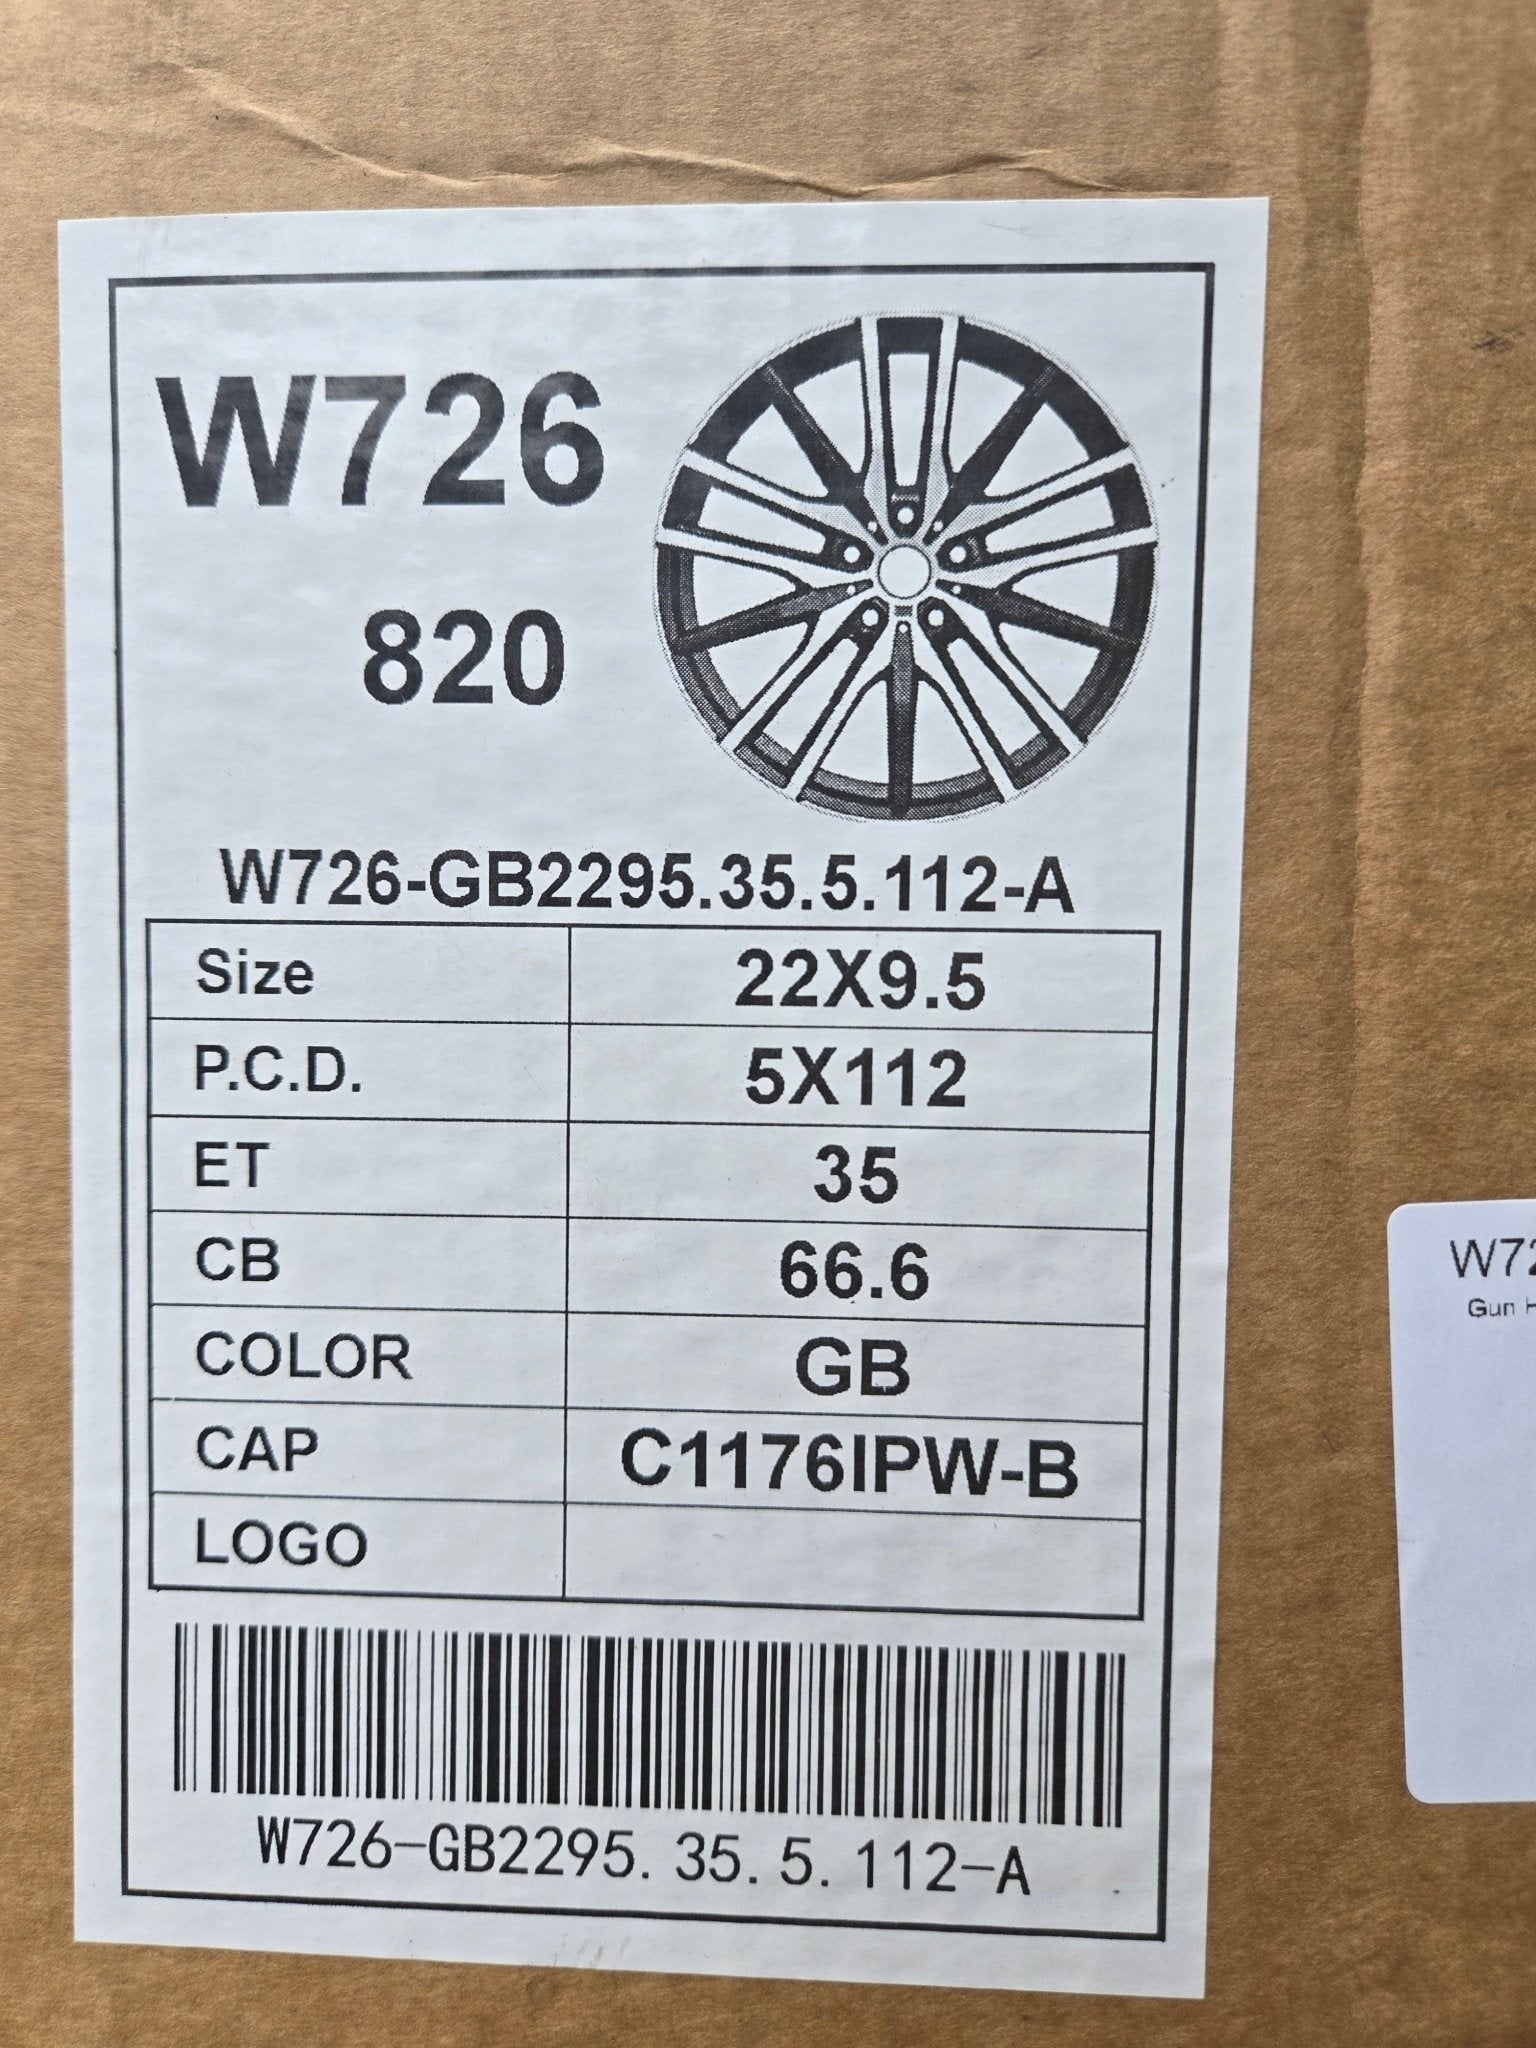 W726
820
W726-GB2295.35.5.112-A
Size 22X9.5
P.C.D. 5X112
ET 35
CB 66.6
COLOR GB
CAP C1176IPW-B
LOGO
W726-GB2295.35.5.112-A
Gun